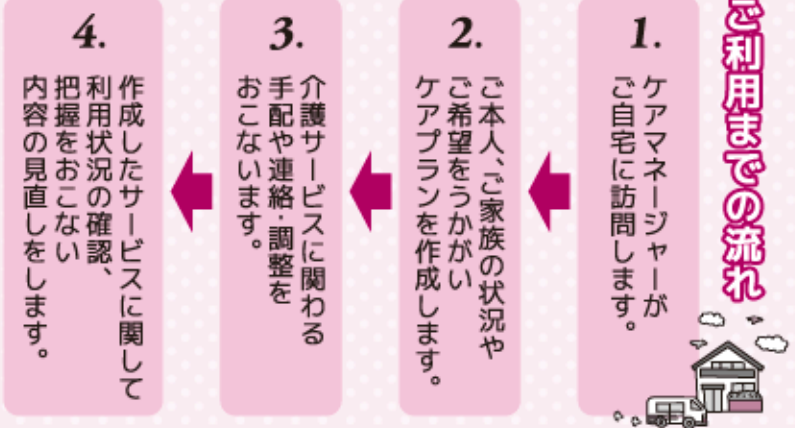 ご利用までの流れ
1.
ケアマネージャーが
ご自宅に訪問します。
2.
ご本人、ご家族の状況や
ご希望をうかがい
ケアプランを作成します。
3.
介護サービスに関わる
手配や連絡・調整を
おこないます。
4.
作成したサービスに関して
利用状況の確認、
把握をおこない
内容の見直しをします。